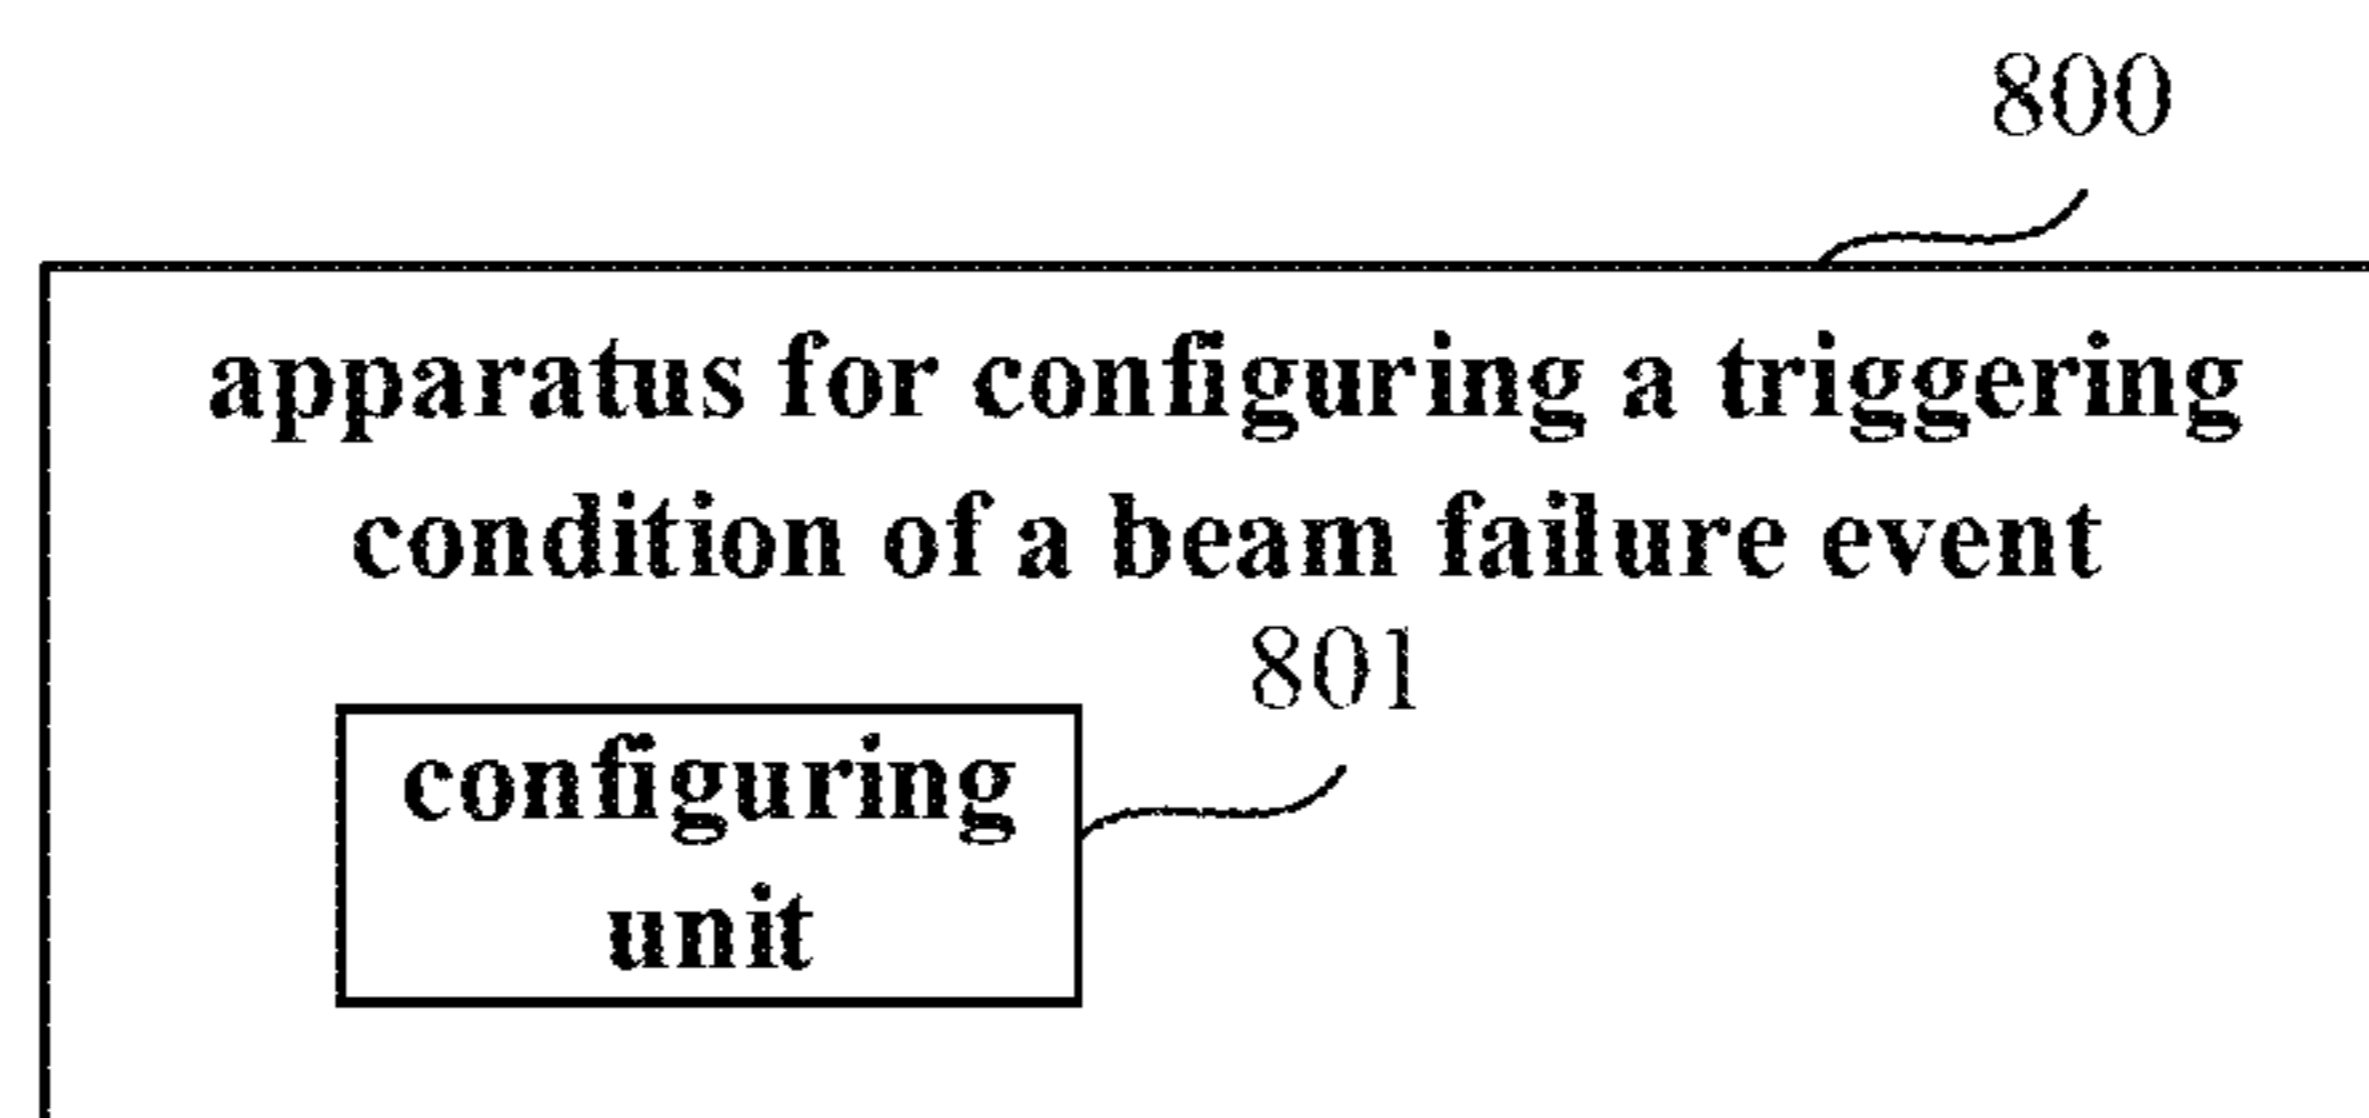 800
apparatus for configuring a triggering
condition of a beam failure event
801
configuring
unit